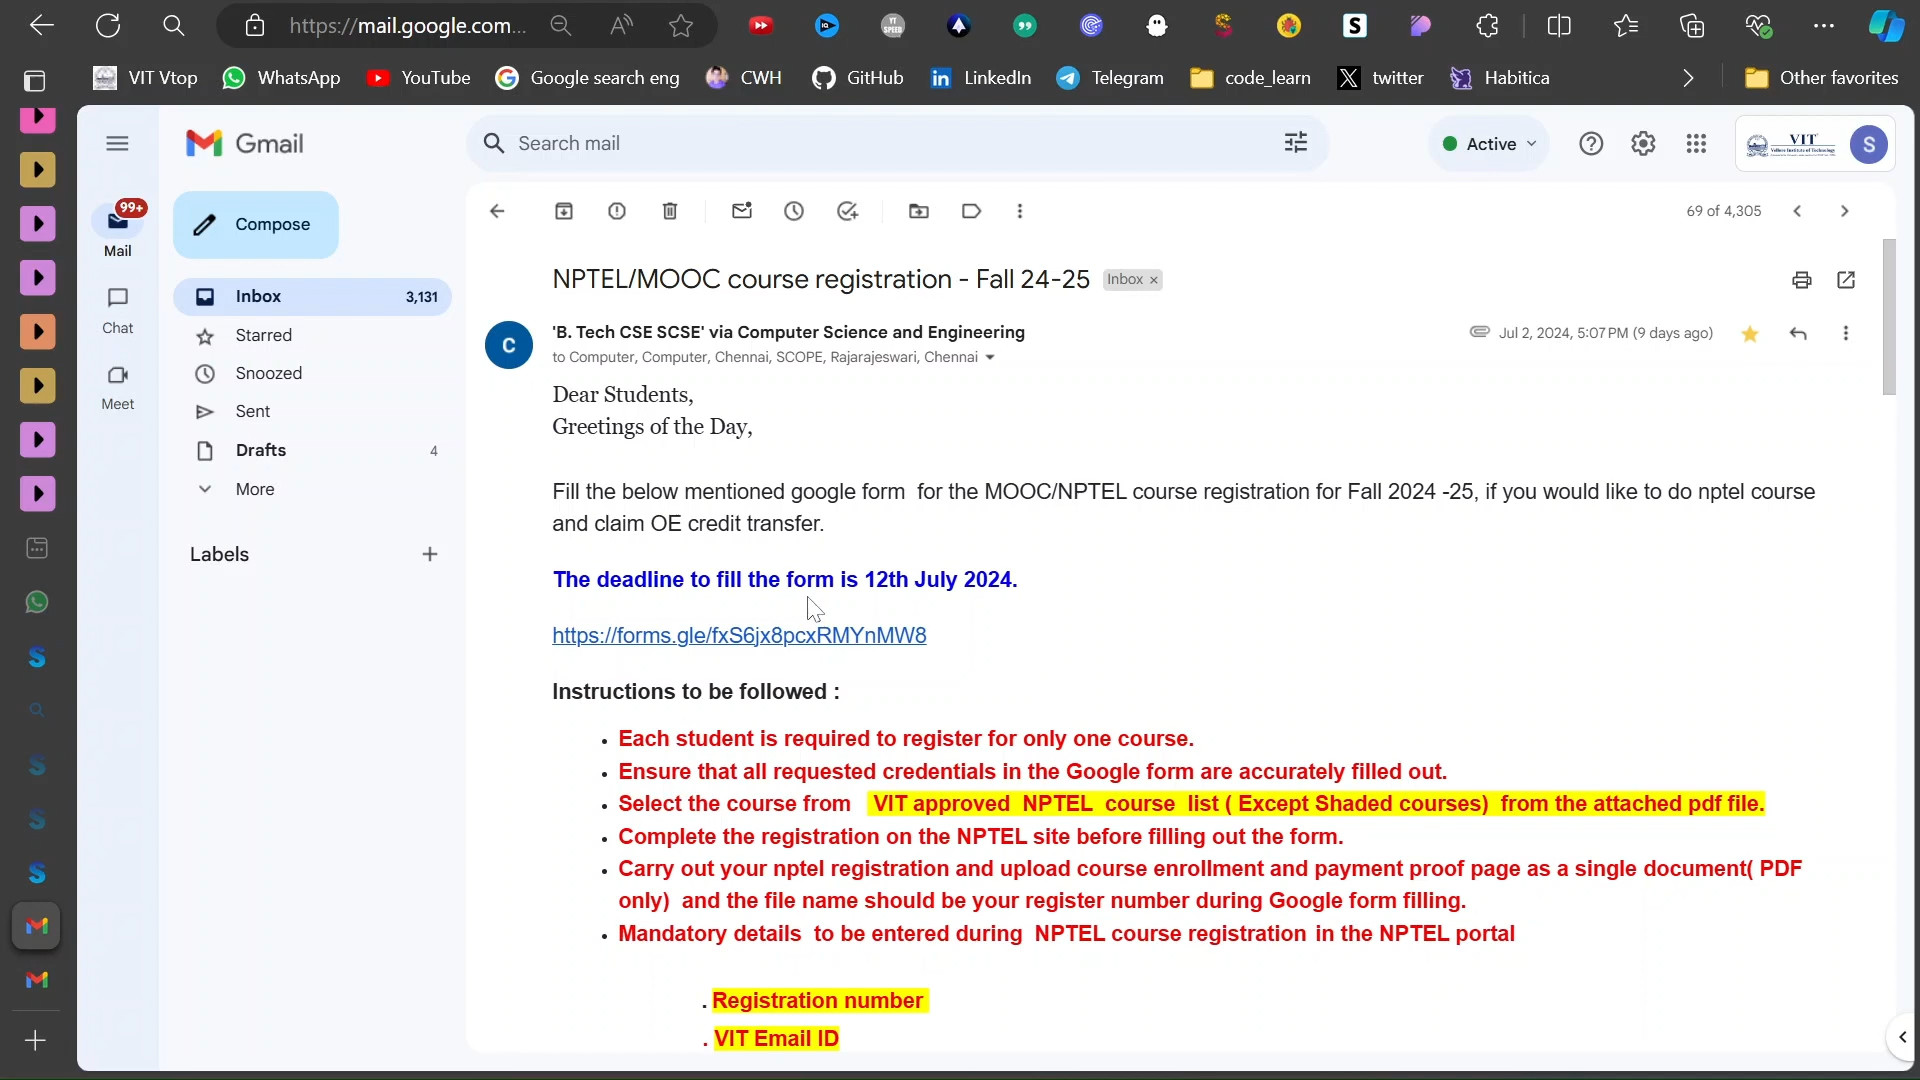 https://mail.google.com...
VIT Vtop
WhatsApp
YouTube
Google search eng
CWH
GitHub
LinkedIn
Telegram
code_learn
twitter
Habitica
Other favorites
99+
Mail
Chat
Meet
Gmail
Search mail
Active
VIT
S
Compose
Inbox 3,131
Starred
Snoozed
Sent
Drafts 4
More
Labels
69 of 4,305
NPTEL/MOOC course registration - Fall 24-25 Inbox ×
C
'B. Tech CSE SCSE' via Computer Science and Engineering
Jul 2, 2024, 5:07 PM (9 days ago)
to Computer, Computer, Chennai, SCOPE, Rajarajeswari, Chennai
Dear Students,
Greetings of the Day,
Fill the below mentioned google form for the MOOC/NPTEL course registration for Fall 2024 -25, if you would like to do nptel course
and claim OE credit transfer.
The deadline to fill the form is 12th July 2024.
https://forms.gle/fxS6jx8pcxRMYnMW8
Instructions to be followed :
• Each student is required to register for only one course.
• Ensure that all requested credentials in the Google form are accurately filled out.
• Select the course from VIT approved NPTEL course list ( Except Shaded courses) from the attached pdf file.
• Complete the registration on the NPTEL site before filling out the form.
• Carry out your nptel registration and upload course enrollment and payment proof page as a single document( PDF
only) and the file name should be your register number during Google form filling.
• Mandatory details to be entered during NPTEL course registration in the NPTEL portal
. Registration number
. VIT Email ID